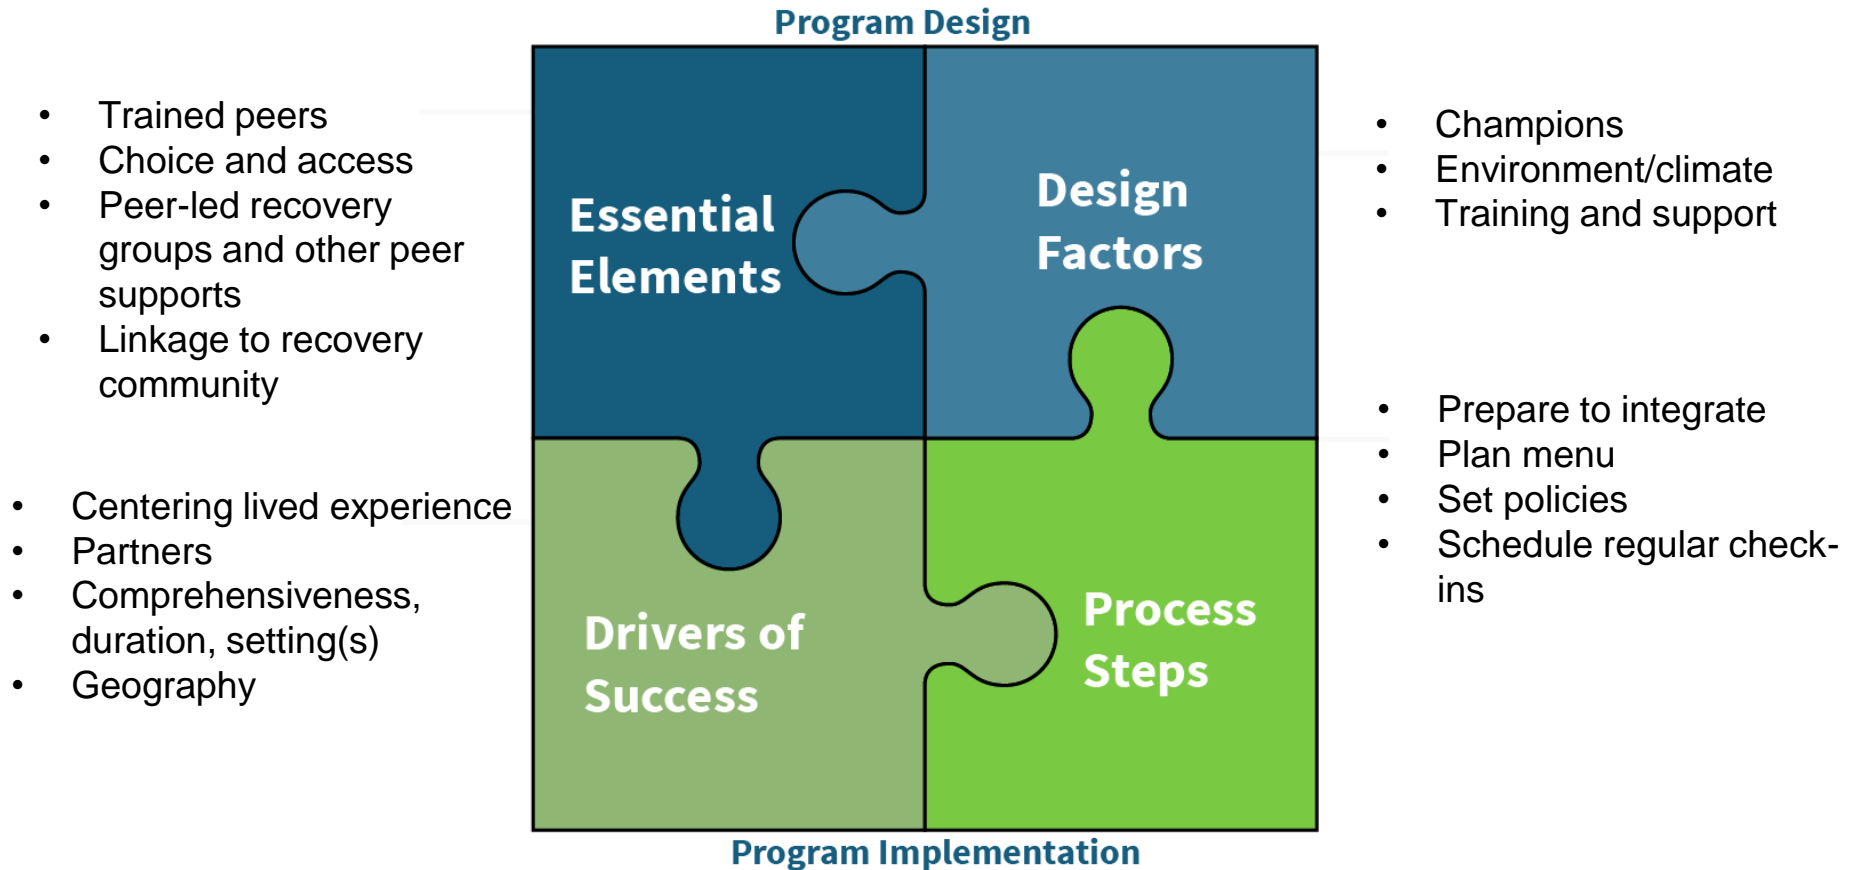 Program Design
• Trained peers
• Choice and access
• Peer-led recovery
groups and other peer
supports
• Linkage to recovery
community
Essential
Elements
Design
Factors
• Champions
• Environment/climate
• Training and support
• Centering lived experience
• Partners
• Comprehensiveness,
duration, setting(s)
• Geography
Drivers of
Success
Process
Steps
• Prepare to integrate
• Plan menu
• Set policies
• Schedule regular check-
ins
Program Implementation